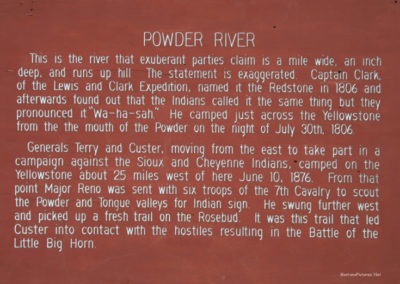 POWDER RIVER
This is the river that exuberant parties claim is a mile wide, an inch
deep, and runs up hill. The statement is exaggerated. Captain Clark,
of the Lewis and Clark Expedition, named it the Redstone in 1806 and
afterwards found out that the Indians called it the same thing but they
pronounced it "Wa-ha-sah." He camped just across the Yellowstone
from the the mouth of the Powder on the night of July 30th, 1806.
Generals Terry and Custer, moving from the east to take part in a
campaign against the Sioux and Cheyenne Indians, camped on the
Yellowstone about 25 miles west of here June 10, 1876. From that
point Major Reno was sent with six troops of the 7th Cavalry to scout
the Powder and Tongue valleys for Indian sign. He swung further west
and picked up a fresh trail on the Rosebud. It was this trail that led
Custer into contact with the hostiles resulting in the Battle of the
Little Big Horn.
MontanaPictures.Net